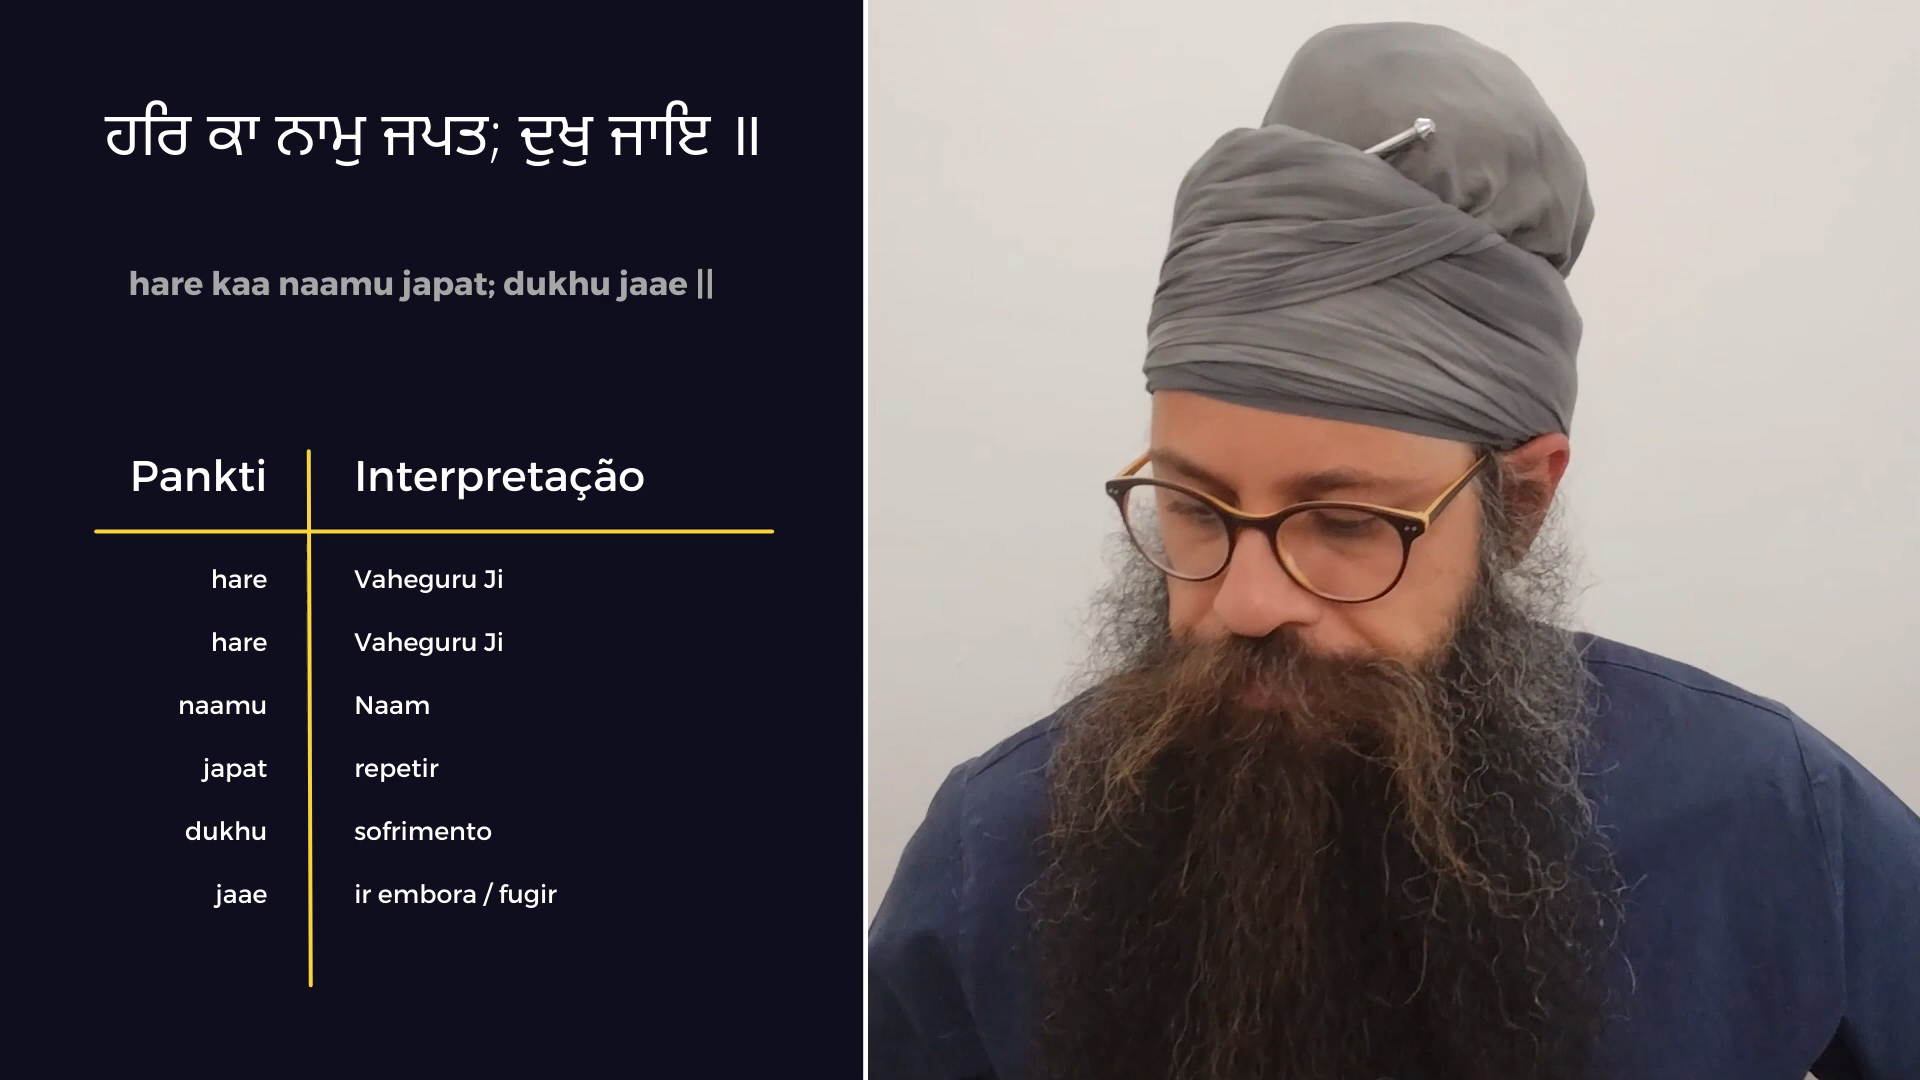 ਹਰਿ ਕਾ ਨਾਮੁ ਜਪਤ; ਦੁਖੁ ਜਾਇ ॥
hare kaa naamu japat; dukhu jaae ||
Pankti Interpretação
hare Vaheguru Ji
hare Vaheguru Ji
naamu Naam
japat repetir
dukhu sofrimento
jaae ir embora / fugir